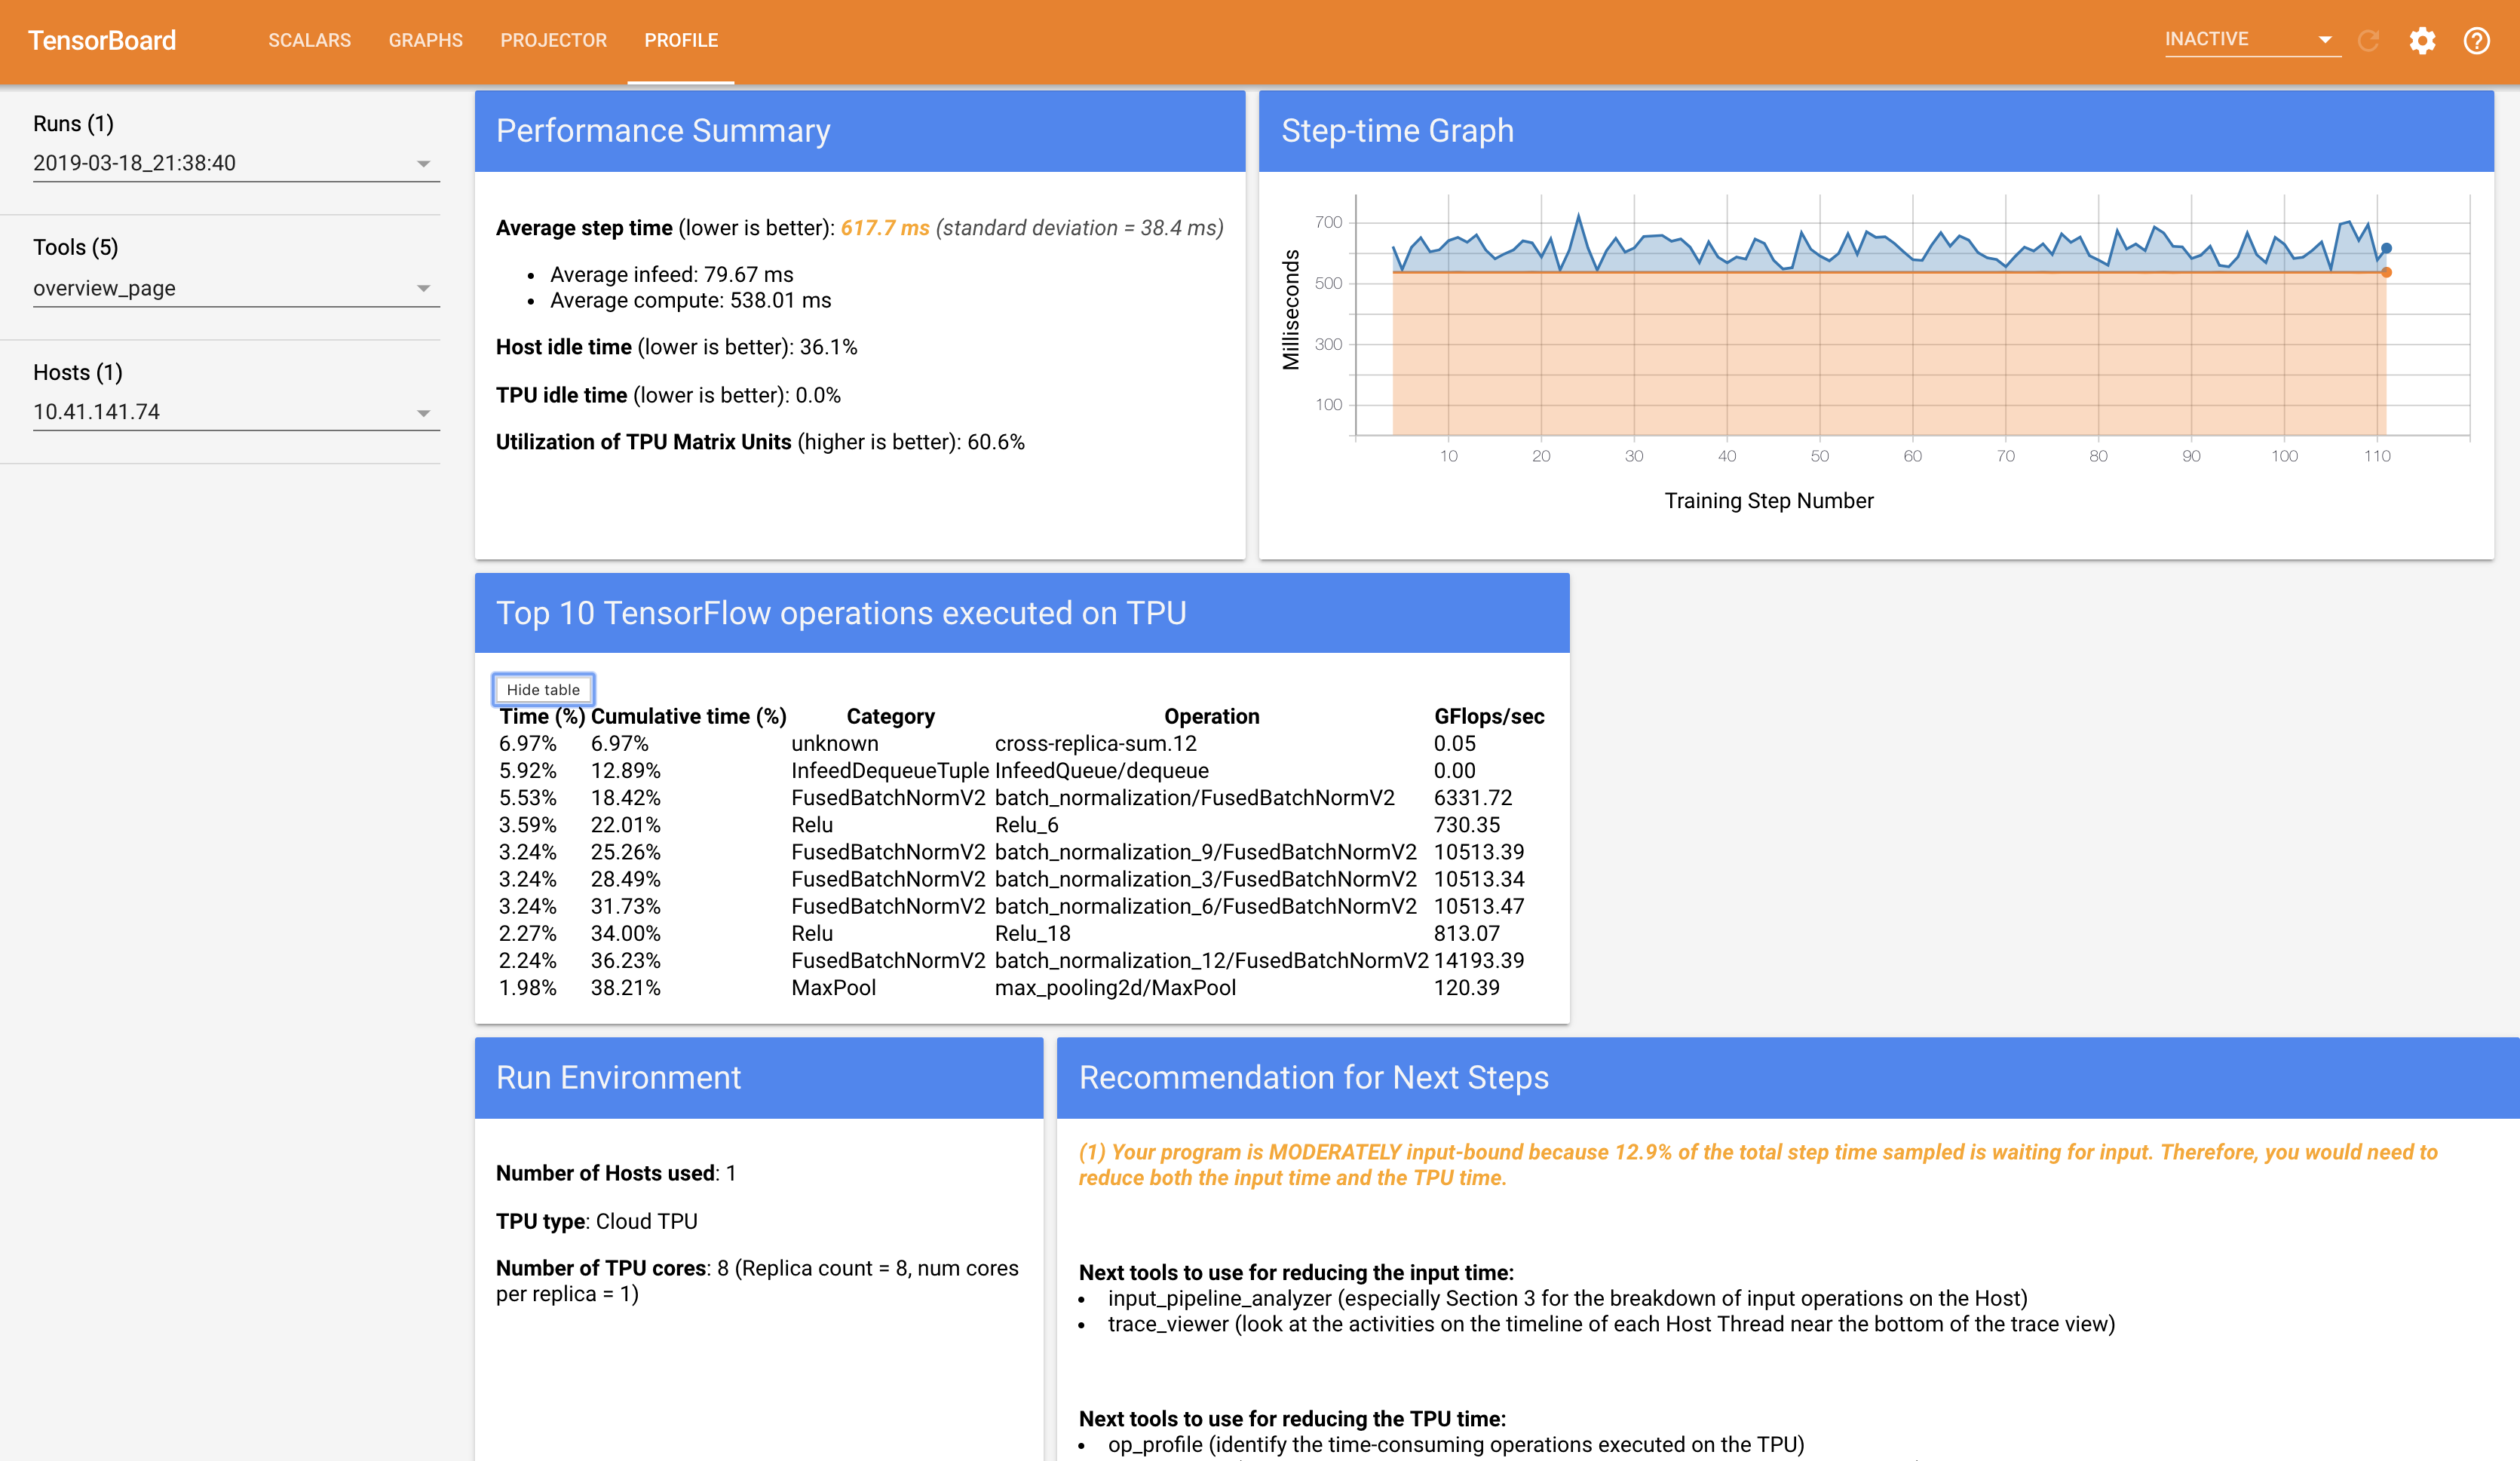 TensorBoard
SCALARS GRAPHS PROJECTOR PROFILE
INACTIVE
Runs (1)
2019-03-18_21:38:40
Tools (5)
overview_page
Hosts (1)
10.41.141.74
Performance Summary
Average step time (lower is better): 617.7 ms (standard deviation = 38.4 ms)
• Average infeed: 79.67 ms
• Average compute: 538.01 ms
Host idle time (lower is better): 36.1%
TPU idle time (lower is better): 0.0%
Utilization of TPU Matrix Units (higher is better): 60.6%
Step-time Graph
Milliseconds
700
500
300
100
10 20 30 40 50 60 70 80 90 100 110
Training Step Number
Top 10 TensorFlow operations executed on TPU
Hide table
Time (%) Cumulative time (%) Category Operation GFlops/sec
6.97% 6.97% unknown cross-replica-sum.12 0.05
5.92% 12.89% InfeedDequeueTuple InfeedQueue/dequeue 0.00
5.53% 18.42% FusedBatchNormV2 batch_normalization/FusedBatchNormV2 6331.72
3.59% 22.01% Relu Relu_6 730.35
3.24% 25.26% FusedBatchNormV2 batch_normalization_9/FusedBatchNormV2 10513.39
3.24% 28.49% FusedBatchNormV2 batch_normalization_3/FusedBatchNormV2 10513.34
3.24% 31.73% FusedBatchNormV2 batch_normalization_6/FusedBatchNormV2 10513.47
2.27% 34.00% Relu Relu_18 813.07
2.24% 36.23% FusedBatchNormV2 batch_normalization_12/FusedBatchNormV2 14193.39
1.98% 38.21% MaxPool max_pooling2d/MaxPool 120.39
Run Environment
Number of Hosts used: 1
TPU type: Cloud TPU
Number of TPU cores: 8 (Replica count = 8, num cores
per replica = 1)
Recommendation for Next Steps
(1) Your program is MODERATELY input-bound because 12.9% of the total step time sampled is waiting for input. Therefore, you would need to
reduce both the input time and the TPU time.
Next tools to use for reducing the input time:
• input_pipeline_analyzer (especially Section 3 for the breakdown of input operations on the Host)
• trace_viewer (look at the activities on the timeline of each Host Thread near the bottom of the trace view)
Next tools to use for reducing the TPU time:
• op_profile (identify the time-consuming operations executed on the TPU)